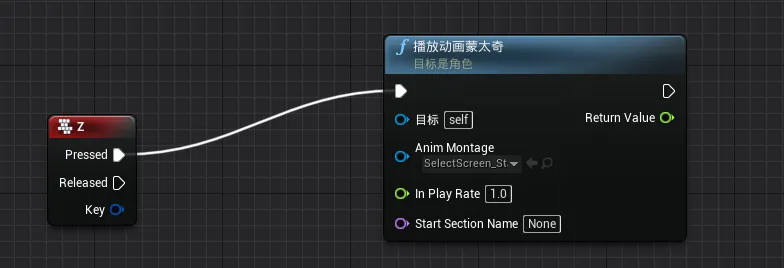 Z
Pressed
Released
Key
播放动画蒙太奇
目标是角色
目标 self
Return Value
Anim Montage
SelectScreen_St
In Play Rate 1.0
Start Section Name None